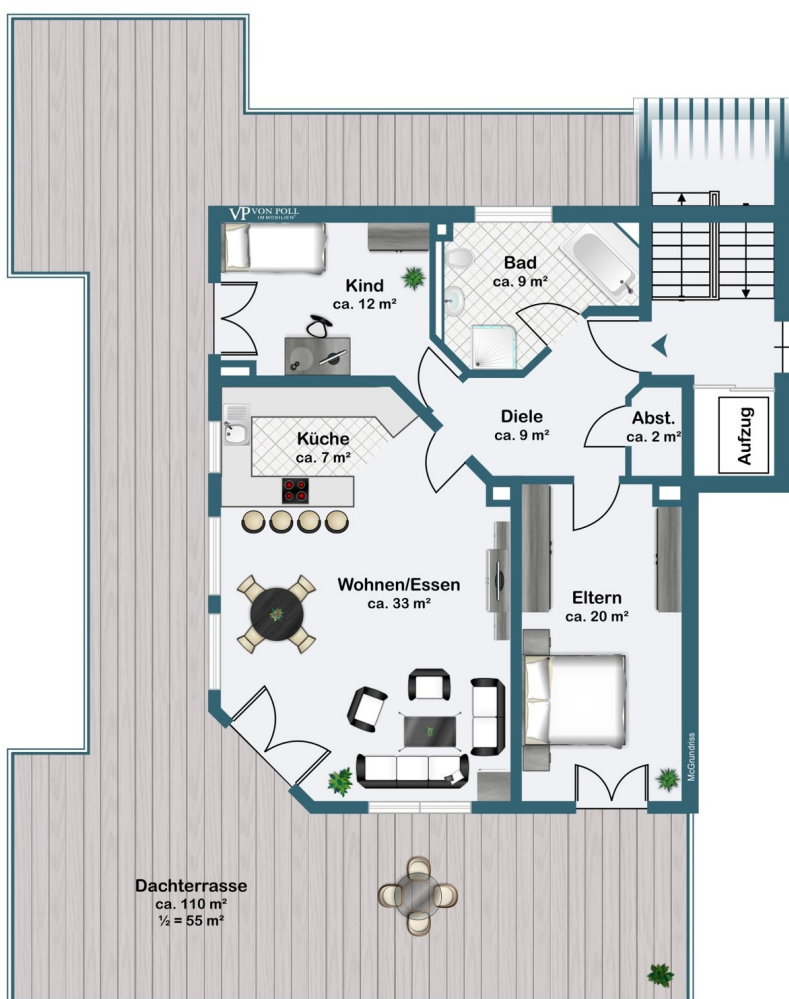 VP VON POLL
IMMOBILIEN
Kind
ca. 12 m²
Bad
ca. 9 m²
Diele
ca. 9 m²
Abst.
ca. 2 m²
Aufzug
Küche
ca. 7 m²
Wohnen/Essen
ca. 33 m²
Eltern
ca. 20 m²
McGrundriss
Dachterrasse
ca. 110 m²
½ = 55 m²